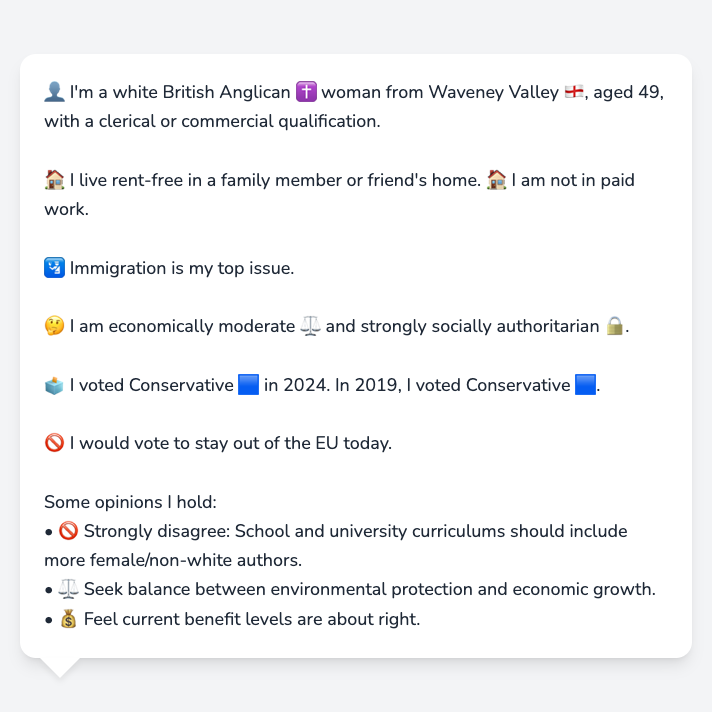 👤 I'm a white British Anglican ✝️ woman from Waveney Valley 🏴󠁧󠁢󠁥󠁮󠁧󠁿, aged 49,
with a clerical or commercial qualification.
🏠 I live rent-free in a family member or friend's home. 🏠 I am not in paid
work.
🛂 Immigration is my top issue.
🤔 I am economically moderate ⚖️ and strongly socially authoritarian 🔒.
🗳️ I voted Conservative 🟦 in 2024. In 2019, I voted Conservative 🟦.
🚫 I would vote to stay out of the EU today.
Some opinions I hold:
• 🚫 Strongly disagree: School and university curriculums should include
more female/non-white authors.
• ⚖️ Seek balance between environmental protection and economic growth.
• 💰 Feel current benefit levels are about right.